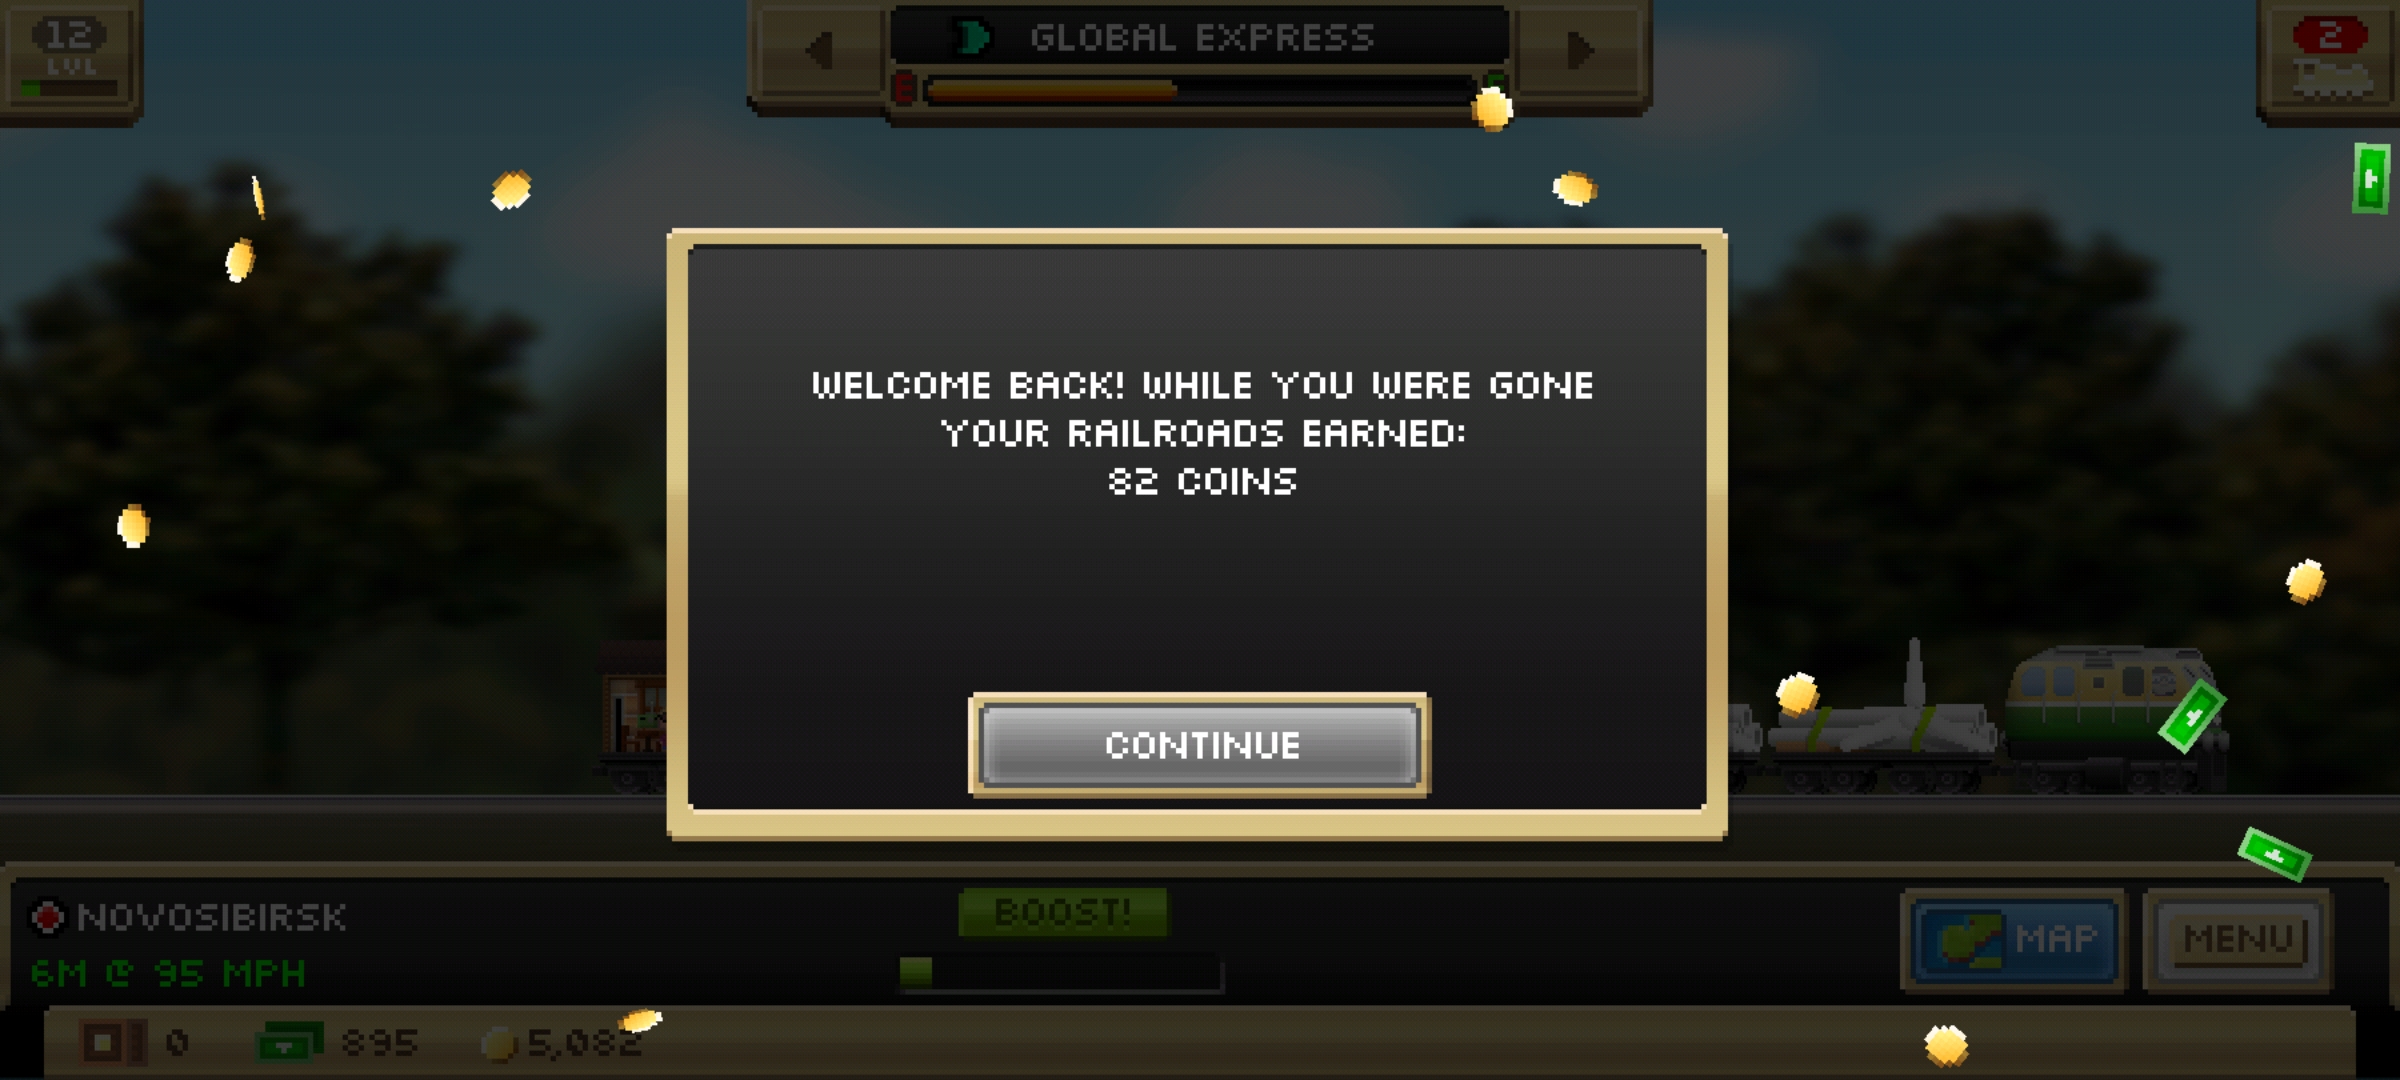 12
LVL
GLOBAL EXPRESS
E
2
WELCOME BACK! WHILE YOU WERE GONE
YOUR RAILROADS EARNED:
82 COINS
CONTINUE
NOVOSIBIRSK
6M @ 95 MPH
BOOST!
MAP
MENU
0
895
5,082